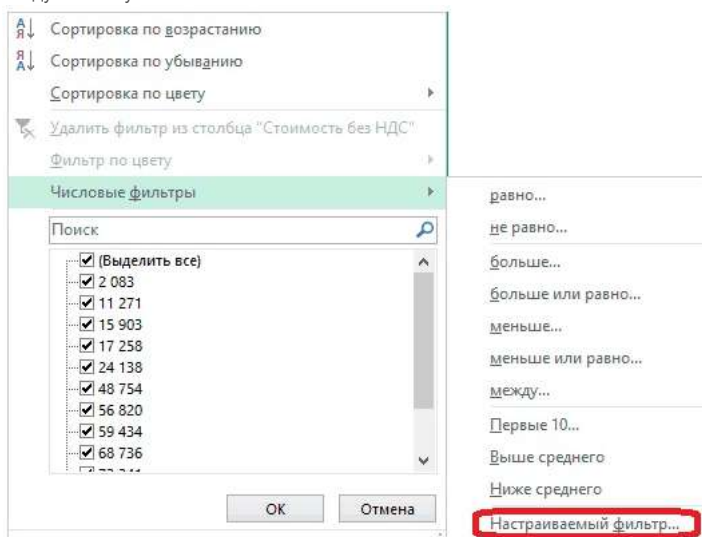 Сортировка по возрастанию
Сортировка по убыванию
Сортировка по цвету
Удалить фильтр из столбца "Стоимость без НДС"
Фильтр по цвету
Числовые фильтры
Поиск
(Выделить все)
2 083
11 271
15 903
17 258
24 138
48 754
56 820
59 434
68 736
ОК Отмена
равно...
не равно...
больше...
больше или равно...
меньше...
меньше или равно...
между...
Первые 10...
Выше среднего
Ниже среднего
Настраиваемый фильтр...